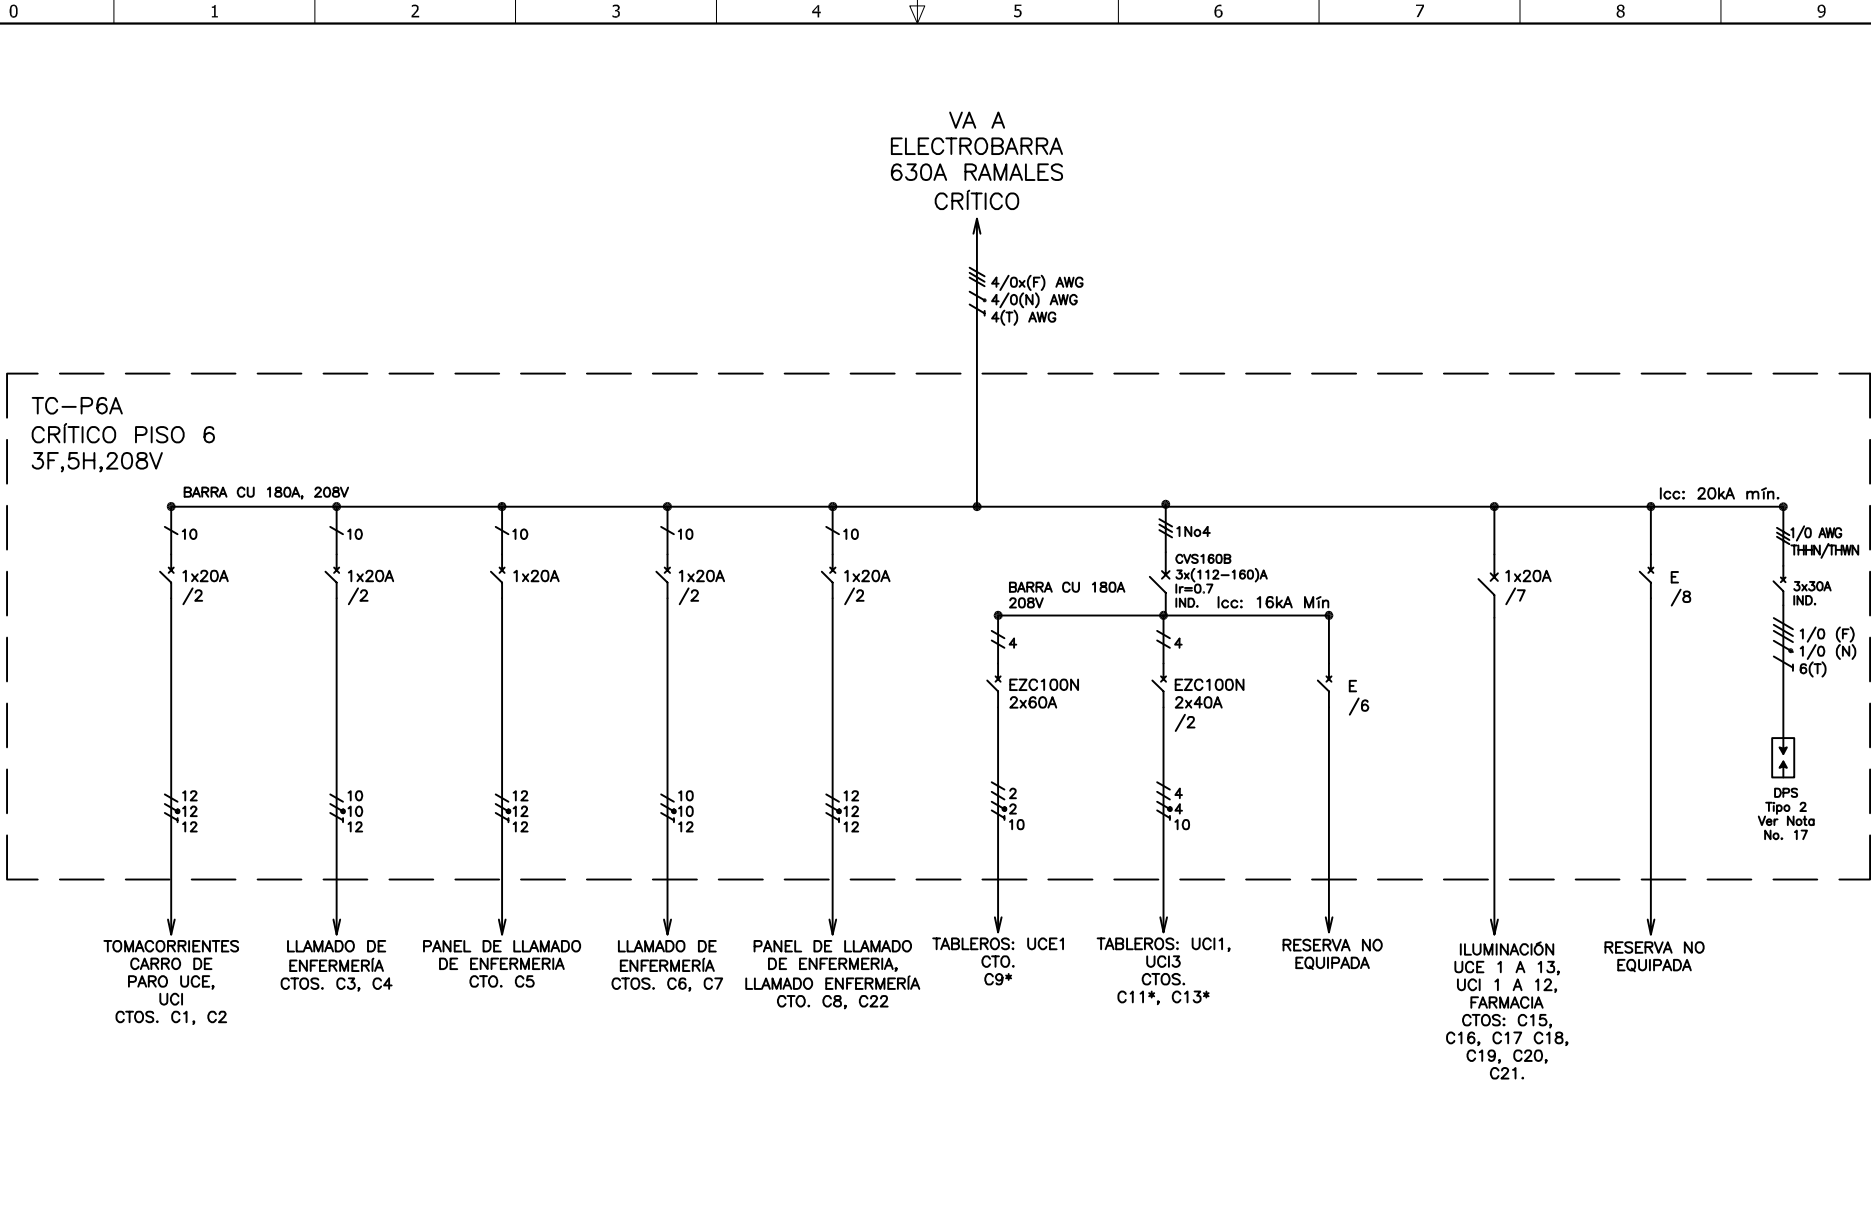 0 1 2 3 4 5 6 7 8 9
VA A
ELECTROBARRA
630A RAMALES
CRÍTICO
4/0x(F) AWG
4/0(N) AWG
4(T) AWG
TC-P6A
CRÍTICO PISO 6
3F,5H,208V
BARRA CU 180A, 208V
Icc: 20kA mín.
10
1x20A
/2
12
12
12
TOMACORRIENTES
CARRO DE
PARO UCE,
UCI
CTOS. C1, C2
10
1x20A
/2
10
10
12
LLAMADO DE
ENFERMERÍA
CTOS. C3, C4
10
1x20A
12
12
12
PANEL DE LLAMADO
DE ENFERMERIA
CTO. C5
10
1x20A
/2
10
10
12
LLAMADO DE
ENFERMERÍA
CTOS. C6, C7
10
1x20A
/2
12
12
12
PANEL DE LLAMADO
DE ENFERMERIA,
LLAMADO ENFERMERÍA
CTO. C8, C22
1No4
CVS160B
3x(112-160)A
Ir=0.7
IND.
BARRA CU 180A
208V
Icc: 16kA Mín
4
EZC100N
2x60A
2
2
10
TABLEROS: UCE1
CTO.
C9*
4
EZC100N
2x40A
/2
4
4
10
TABLEROS: UCI1,
UCI3
CTOS.
C11*, C13*
E
/6
RESERVA NO
EQUIPADA
1x20A
/7
ILUMINACIÓN
UCE 1 A 13,
UCI 1 A 12,
FARMACIA
CTOS: C15,
C16, C17 C18,
C19, C20,
C21.
E
/8
RESERVA NO
EQUIPADA
1/0 AWG
THHN/THWN
3x30A
IND.
1/0 (F)
1/0 (N)
6(T)
DPS
Tipo 2
Ver Nota
No. 17